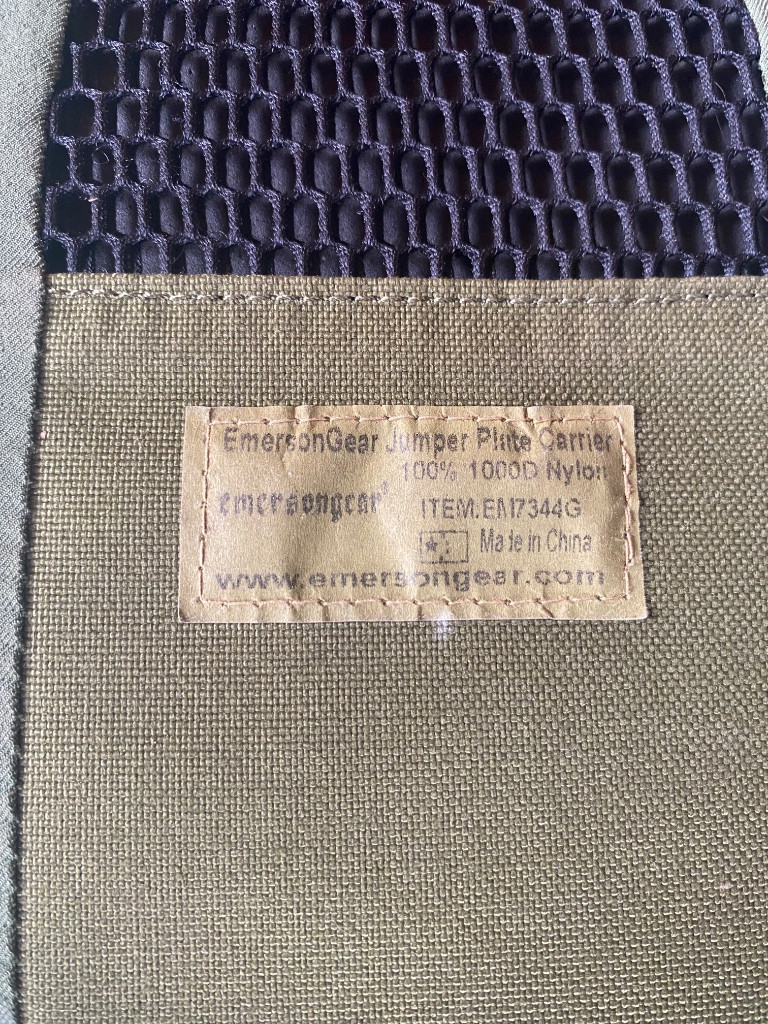 EmersonGear Jumper Plate Carrier
100% 1000D Nylon
emersongear
ITEM:EM7344G
Made in China
www.emersongear.com